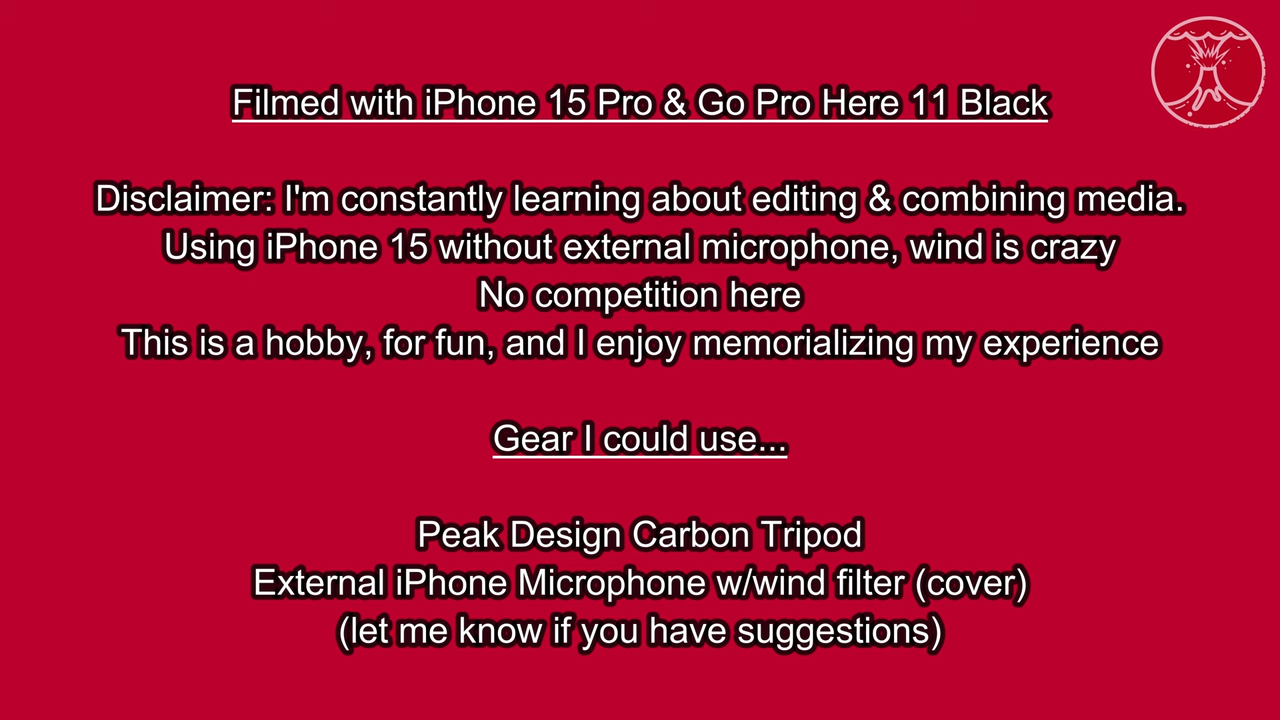 Filmed with iPhone 15 Pro & Go Pro Here 11 Black
Disclaimer: I'm constantly learning about editing & combining media.
Using iPhone 15 without external microphone, wind is crazy
No competition here
This is a hobby, for fun, and I enjoy memorializing my experience
Gear I could use...
Peak Design Carbon Tripod
External iPhone Microphone w/wind filter (cover)
(let me know if you have suggestions)